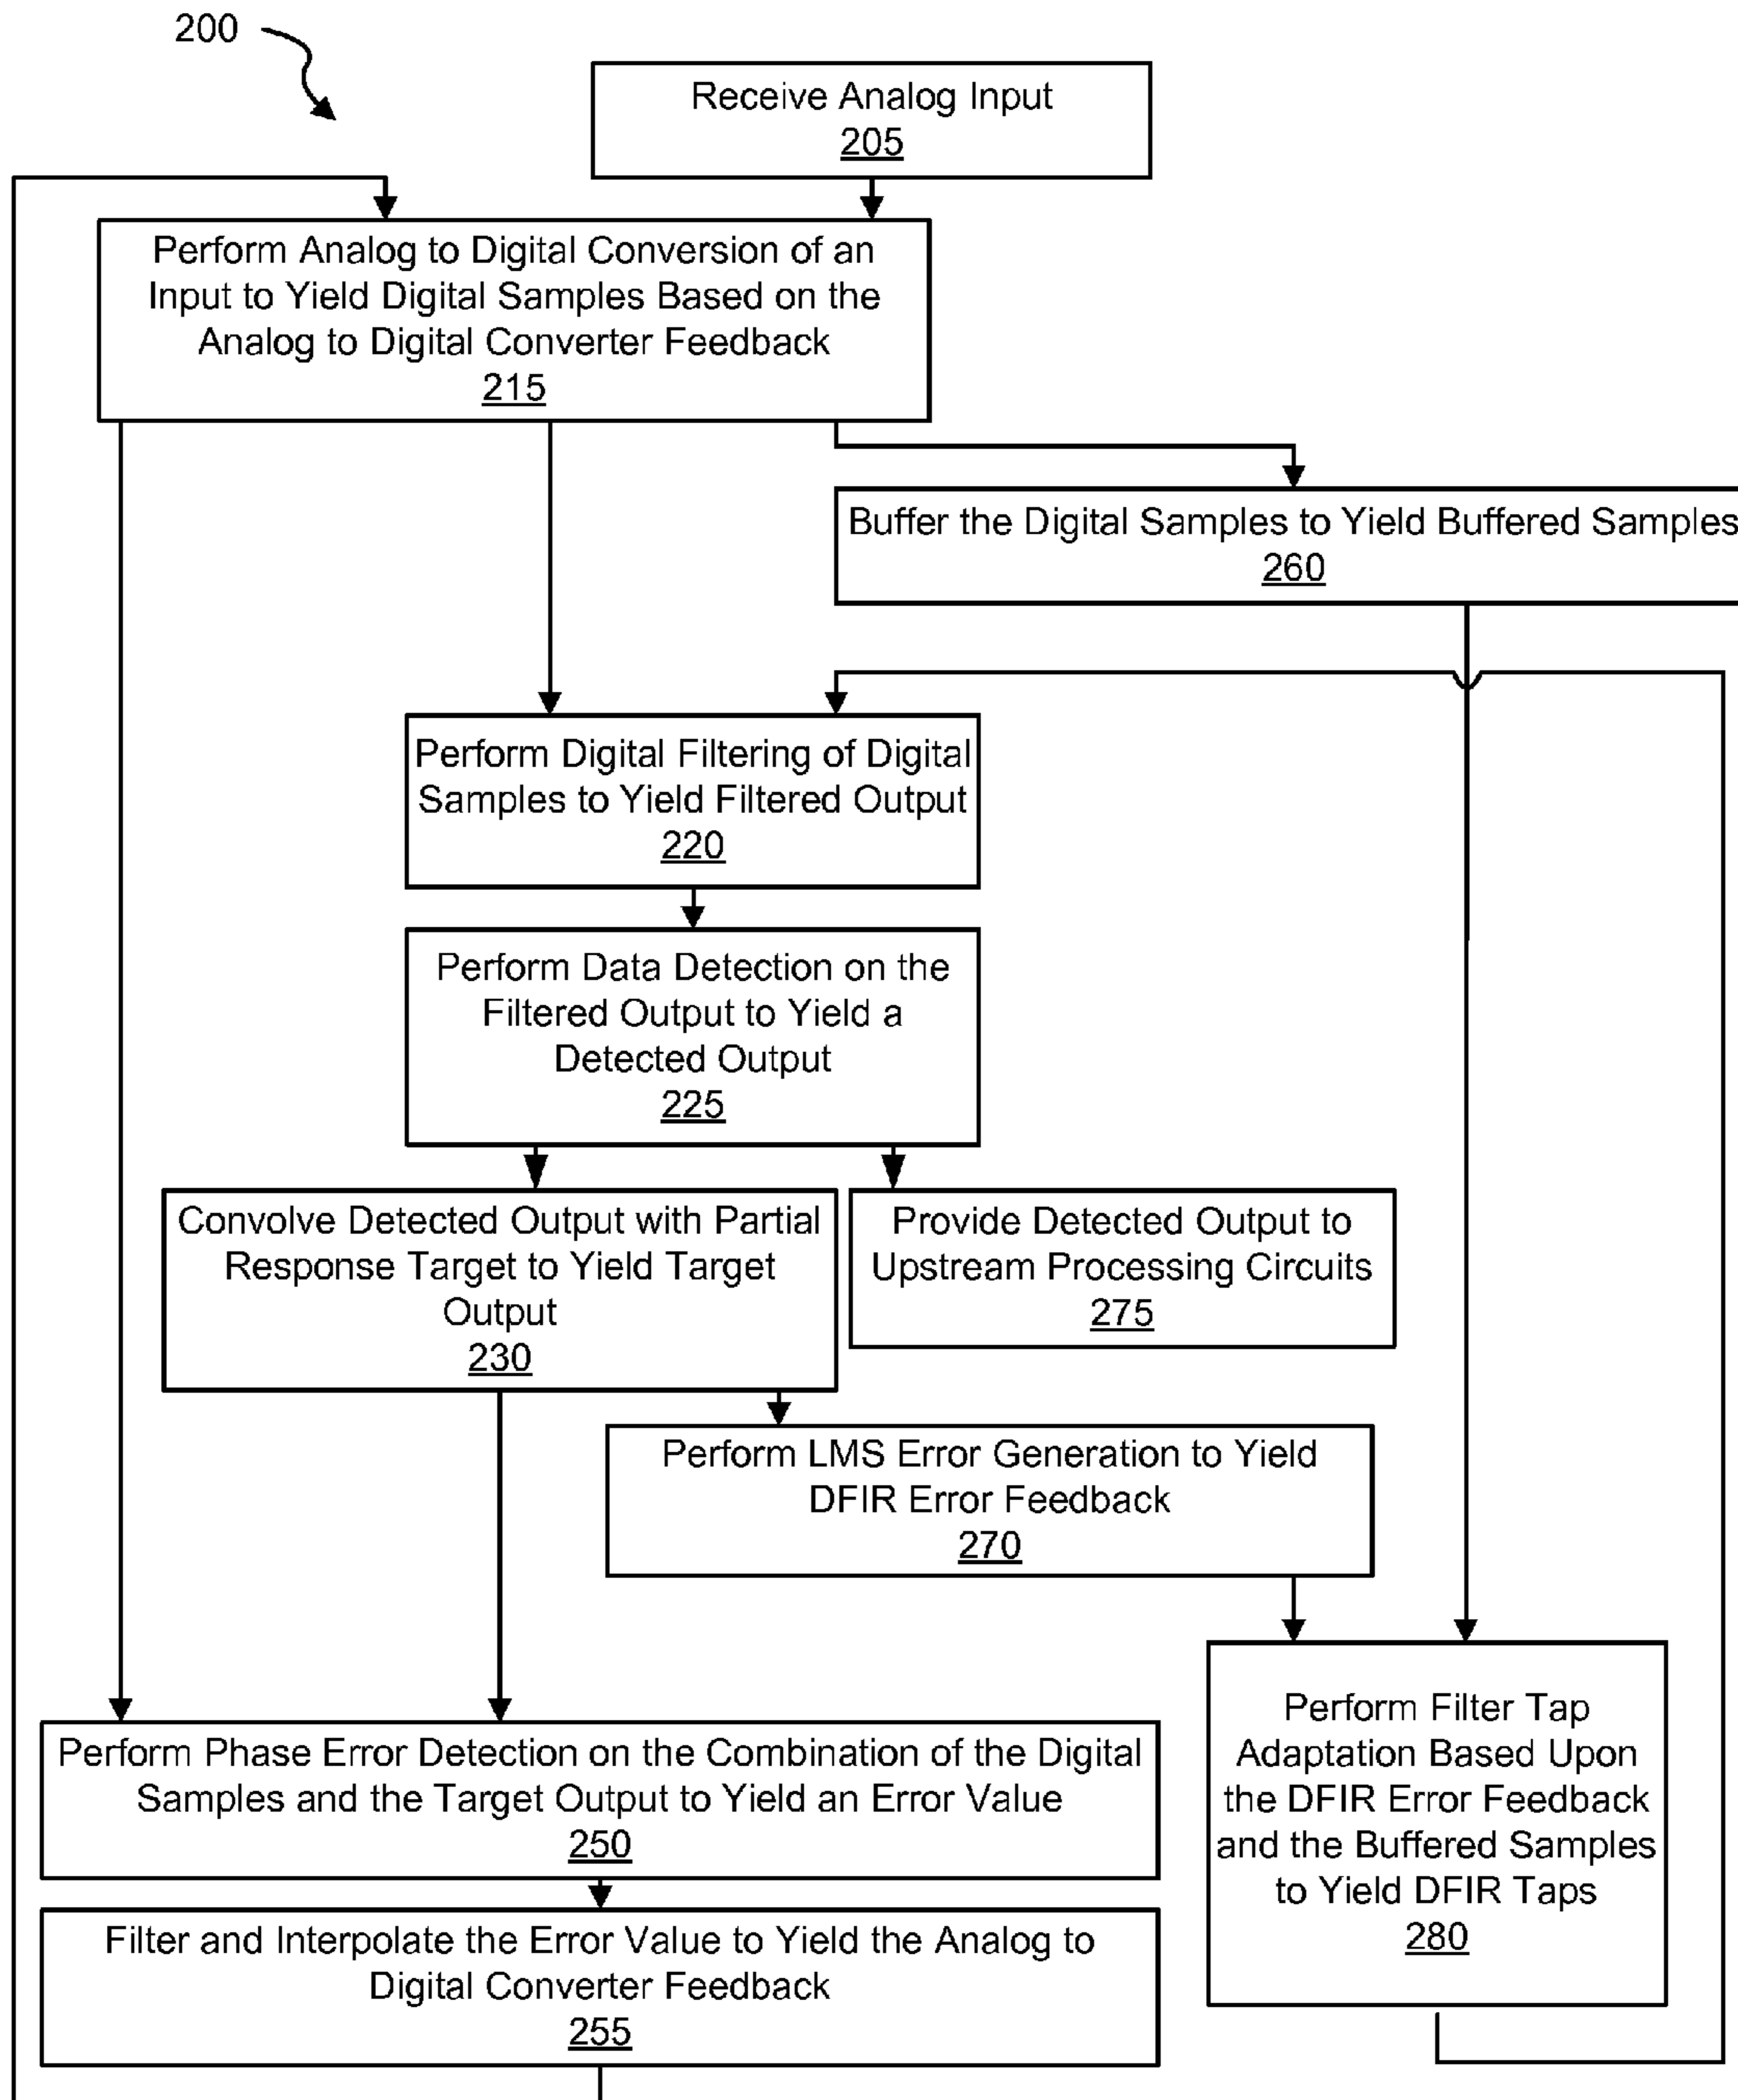 200
Receive Analog Input
205
Perform Analog to Digital Conversion of an
Input to Yield Digital Samples Based on the
Analog to Digital Converter Feedback
215
Buffer the Digital Samples to Yield Buffered Samples
260
Perform Digital Filtering of Digital
Samples to Yield Filtered Output
220
Perform Data Detection on the
Filtered Output to Yield a
Detected Output
225
Convolve Detected Output with Partial
Response Target to Yield Target
Output
230
Provide Detected Output to
Upstream Processing Circuits
275
Perform LMS Error Generation to Yield
DFIR Error Feedback
270
Perform Phase Error Detection on the Combination of the Digital
Samples and the Target Output to Yield an Error Value
250
Perform Filter Tap
Adaptation Based Upon
the DFIR Error Feedback
and the Buffered Samples
to Yield DFIR Taps
280
Filter and Interpolate the Error Value to Yield the Analog to
Digital Converter Feedback
255